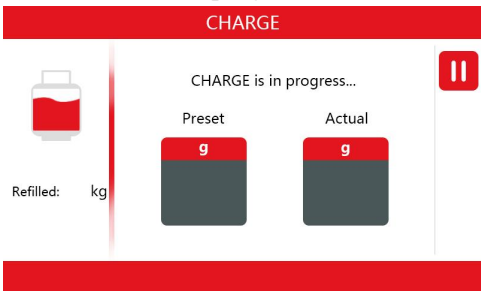 CHARGE
CHARGE is in progress...
Preset Actual
g g
Refilled: kg